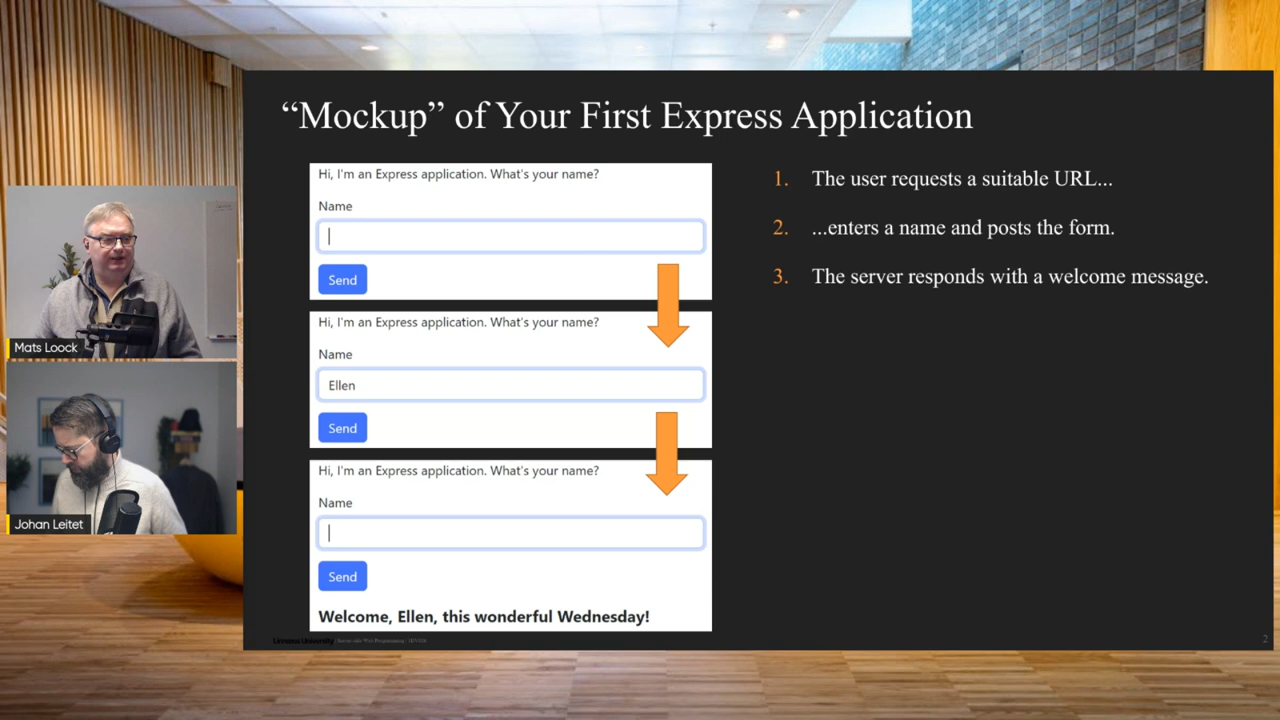 “Mockup” of Your First Express Application
Hi, I'm an Express application. What's your name?
Name
Send
Hi, I'm an Express application. What's your name?
Name
Ellen
Send
Hi, I'm an Express application. What's your name?
Name
Send
Welcome, Ellen, this wonderful Wednesday!
1. The user requests a suitable URL...
2. ...enters a name and posts the form.
3. The server responds with a welcome message.
Mats Loock
Johan Leitet
Linnaeus University
2